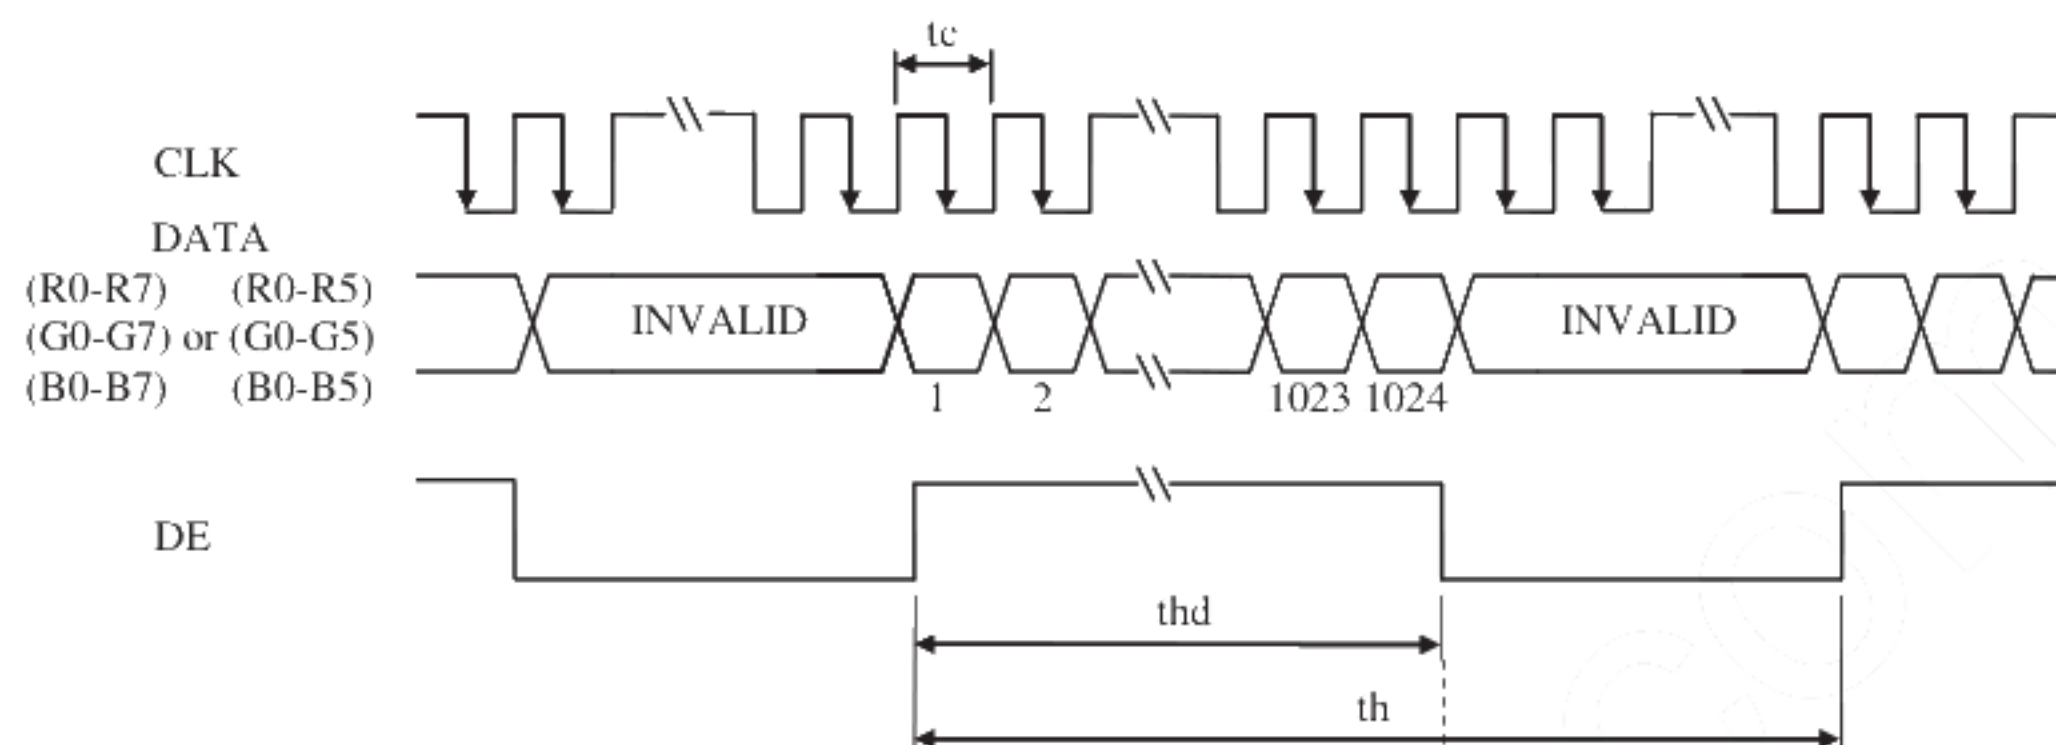 tc
CLK
DATA
(R0-R7) (R0-R5)
(G0-G7) or (G0-G5)
(B0-B7) (B0-B5)
INVALID
INVALID
1 2 1023 1024
DE
thd
th